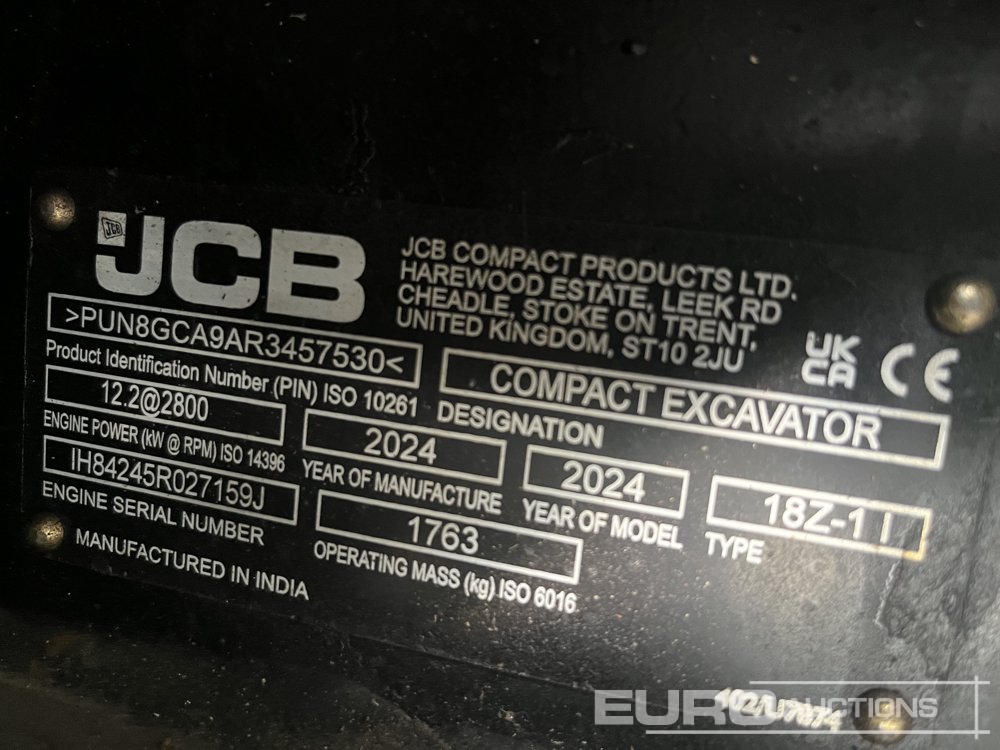 JCB
JCB
JCB COMPACT PRODUCTS LTD.
HAREWOOD ESTATE, LEEK RD
CHEADLE, STOKE ON TRENT,
UNITED KINGDOM, ST10 2JU
>PUN8GCA9AR3457530<
Product Identification Number (PIN) ISO 10261
COMPACT EXCAVATOR
DESIGNATION
UK
CA
CE
12.2@2800
ENGINE POWER (kW @ RPM) ISO 14396
2024
YEAR OF MANUFACTURE
2024
YEAR OF MODEL
18Z-1 I
TYPE
IH84245R027159J
ENGINE SERIAL NUMBER
1763
OPERATING MASS (kg) ISO 6016
MANUFACTURED IN INDIA
EUROAUCTIONS